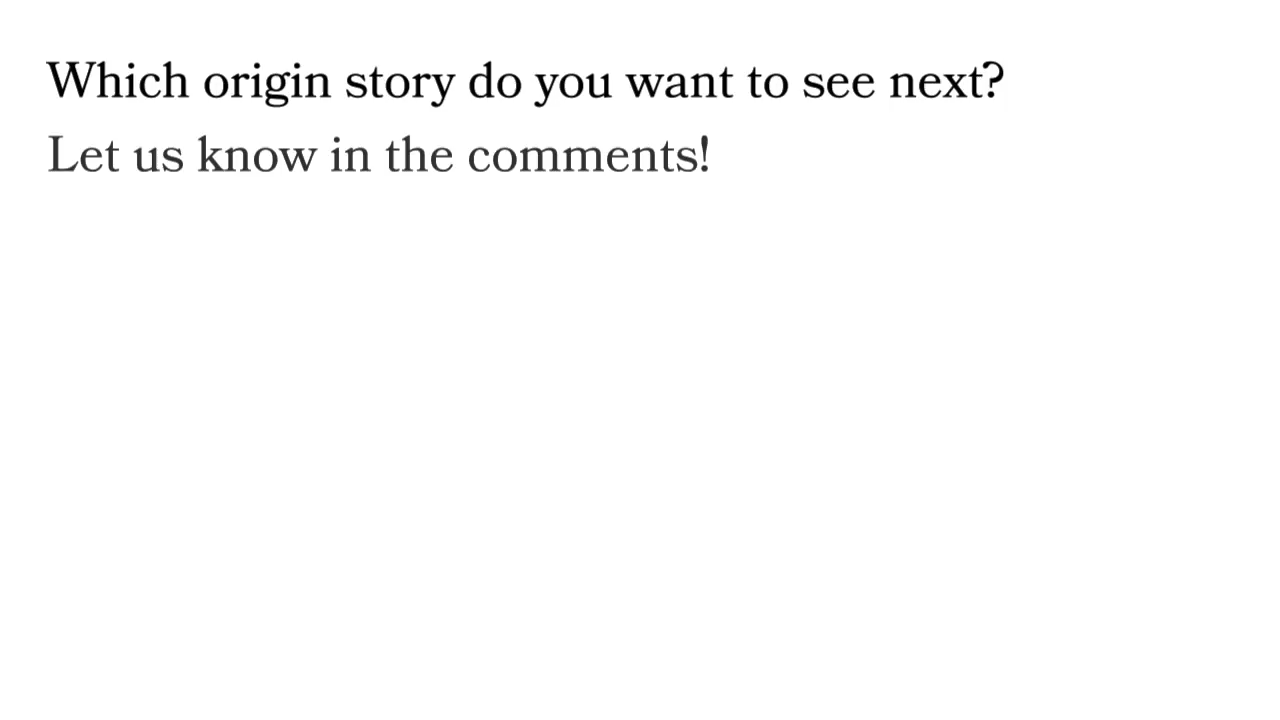 Which origin story do you want to see next?
Let us know in the comments!